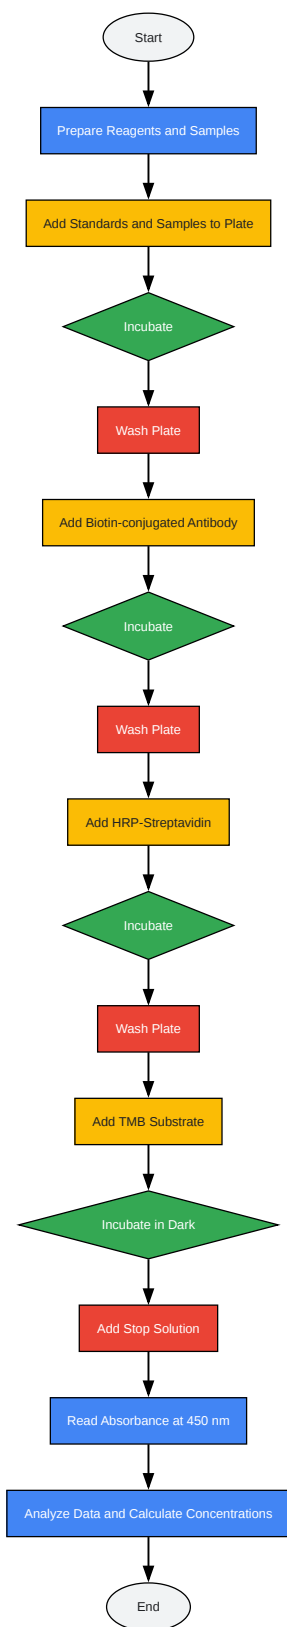 Start
Prepare Reagents and Samples
Add Standards and Samples to Plate
Incubate
Wash Plate
Add Biotin-conjugated Antibody
Incubate
Wash Plate
Add HRP-Streptavidin
Incubate
Wash Plate
Add TMB Substrate
Incubate in Dark
Add Stop Solution
Read Absorbance at 450 nm
Analyze Data and Calculate Concentrations
End